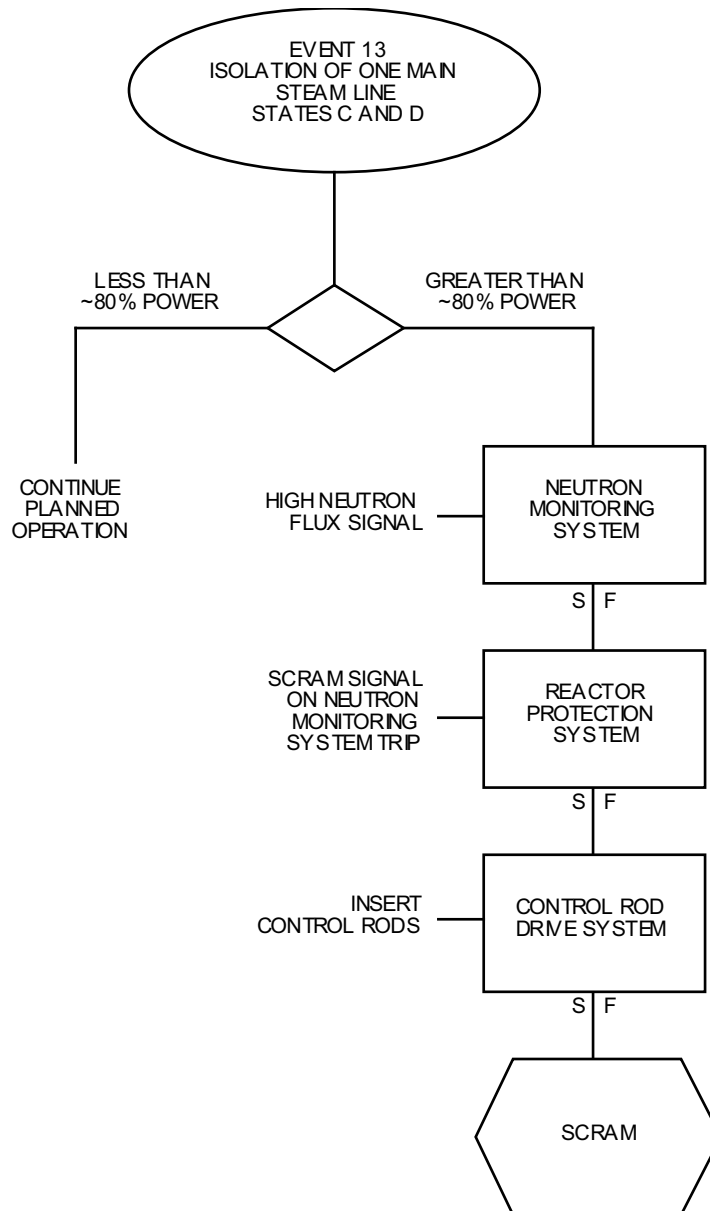 EVENT 13
ISOLATION OF ONE MAIN
STEAM LINE
STATES C AND D
LESS THAN
~80% POWER
GREATER THAN
~80% POWER
CONTINUE
PLANNED
OPERATION
HIGH NEUTRON
FLUX SIGNAL
NEUTRON
MONITORING
SYSTEM
S F
SCRAM SIGNAL
ON NEUTRON
MONITORING
SYSTEM TRIP
REACTOR
PROTECTION
SYSTEM
S F
INSERT
CONTROL RODS
CONTROL ROD
DRIVE SYSTEM
S F
SCRAM